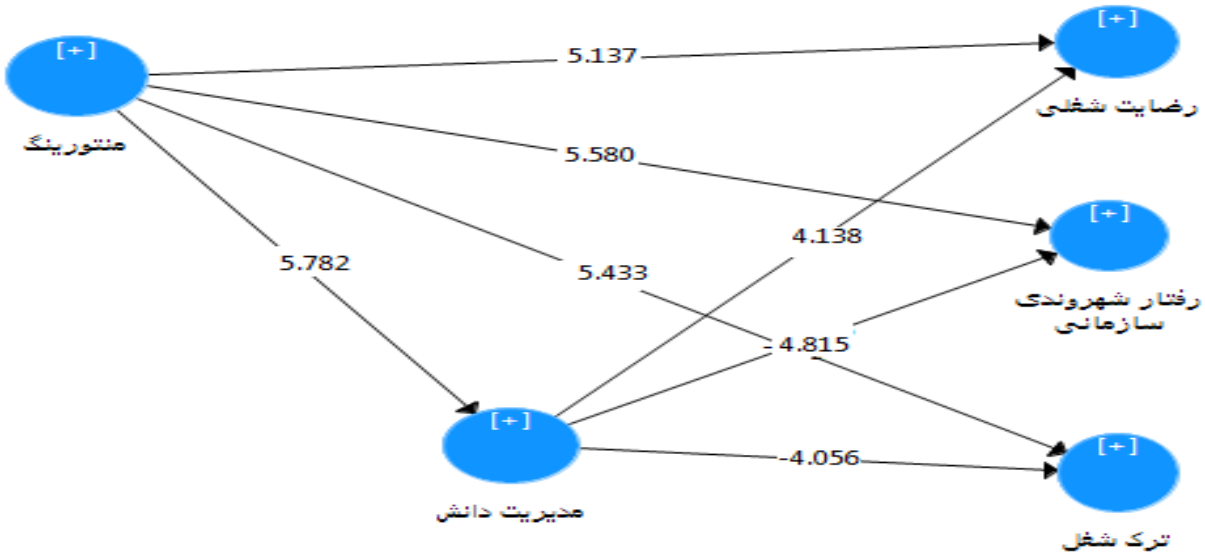 [+]
[+]
5.137
رضایت شغلی
منتورینگ
5.580
[+]
4.138
5.782
5.433
رفتار شهروندی
سازمانی
4.815
[+]
[+]
-4.056
مدیریت دانش
ترک شغل